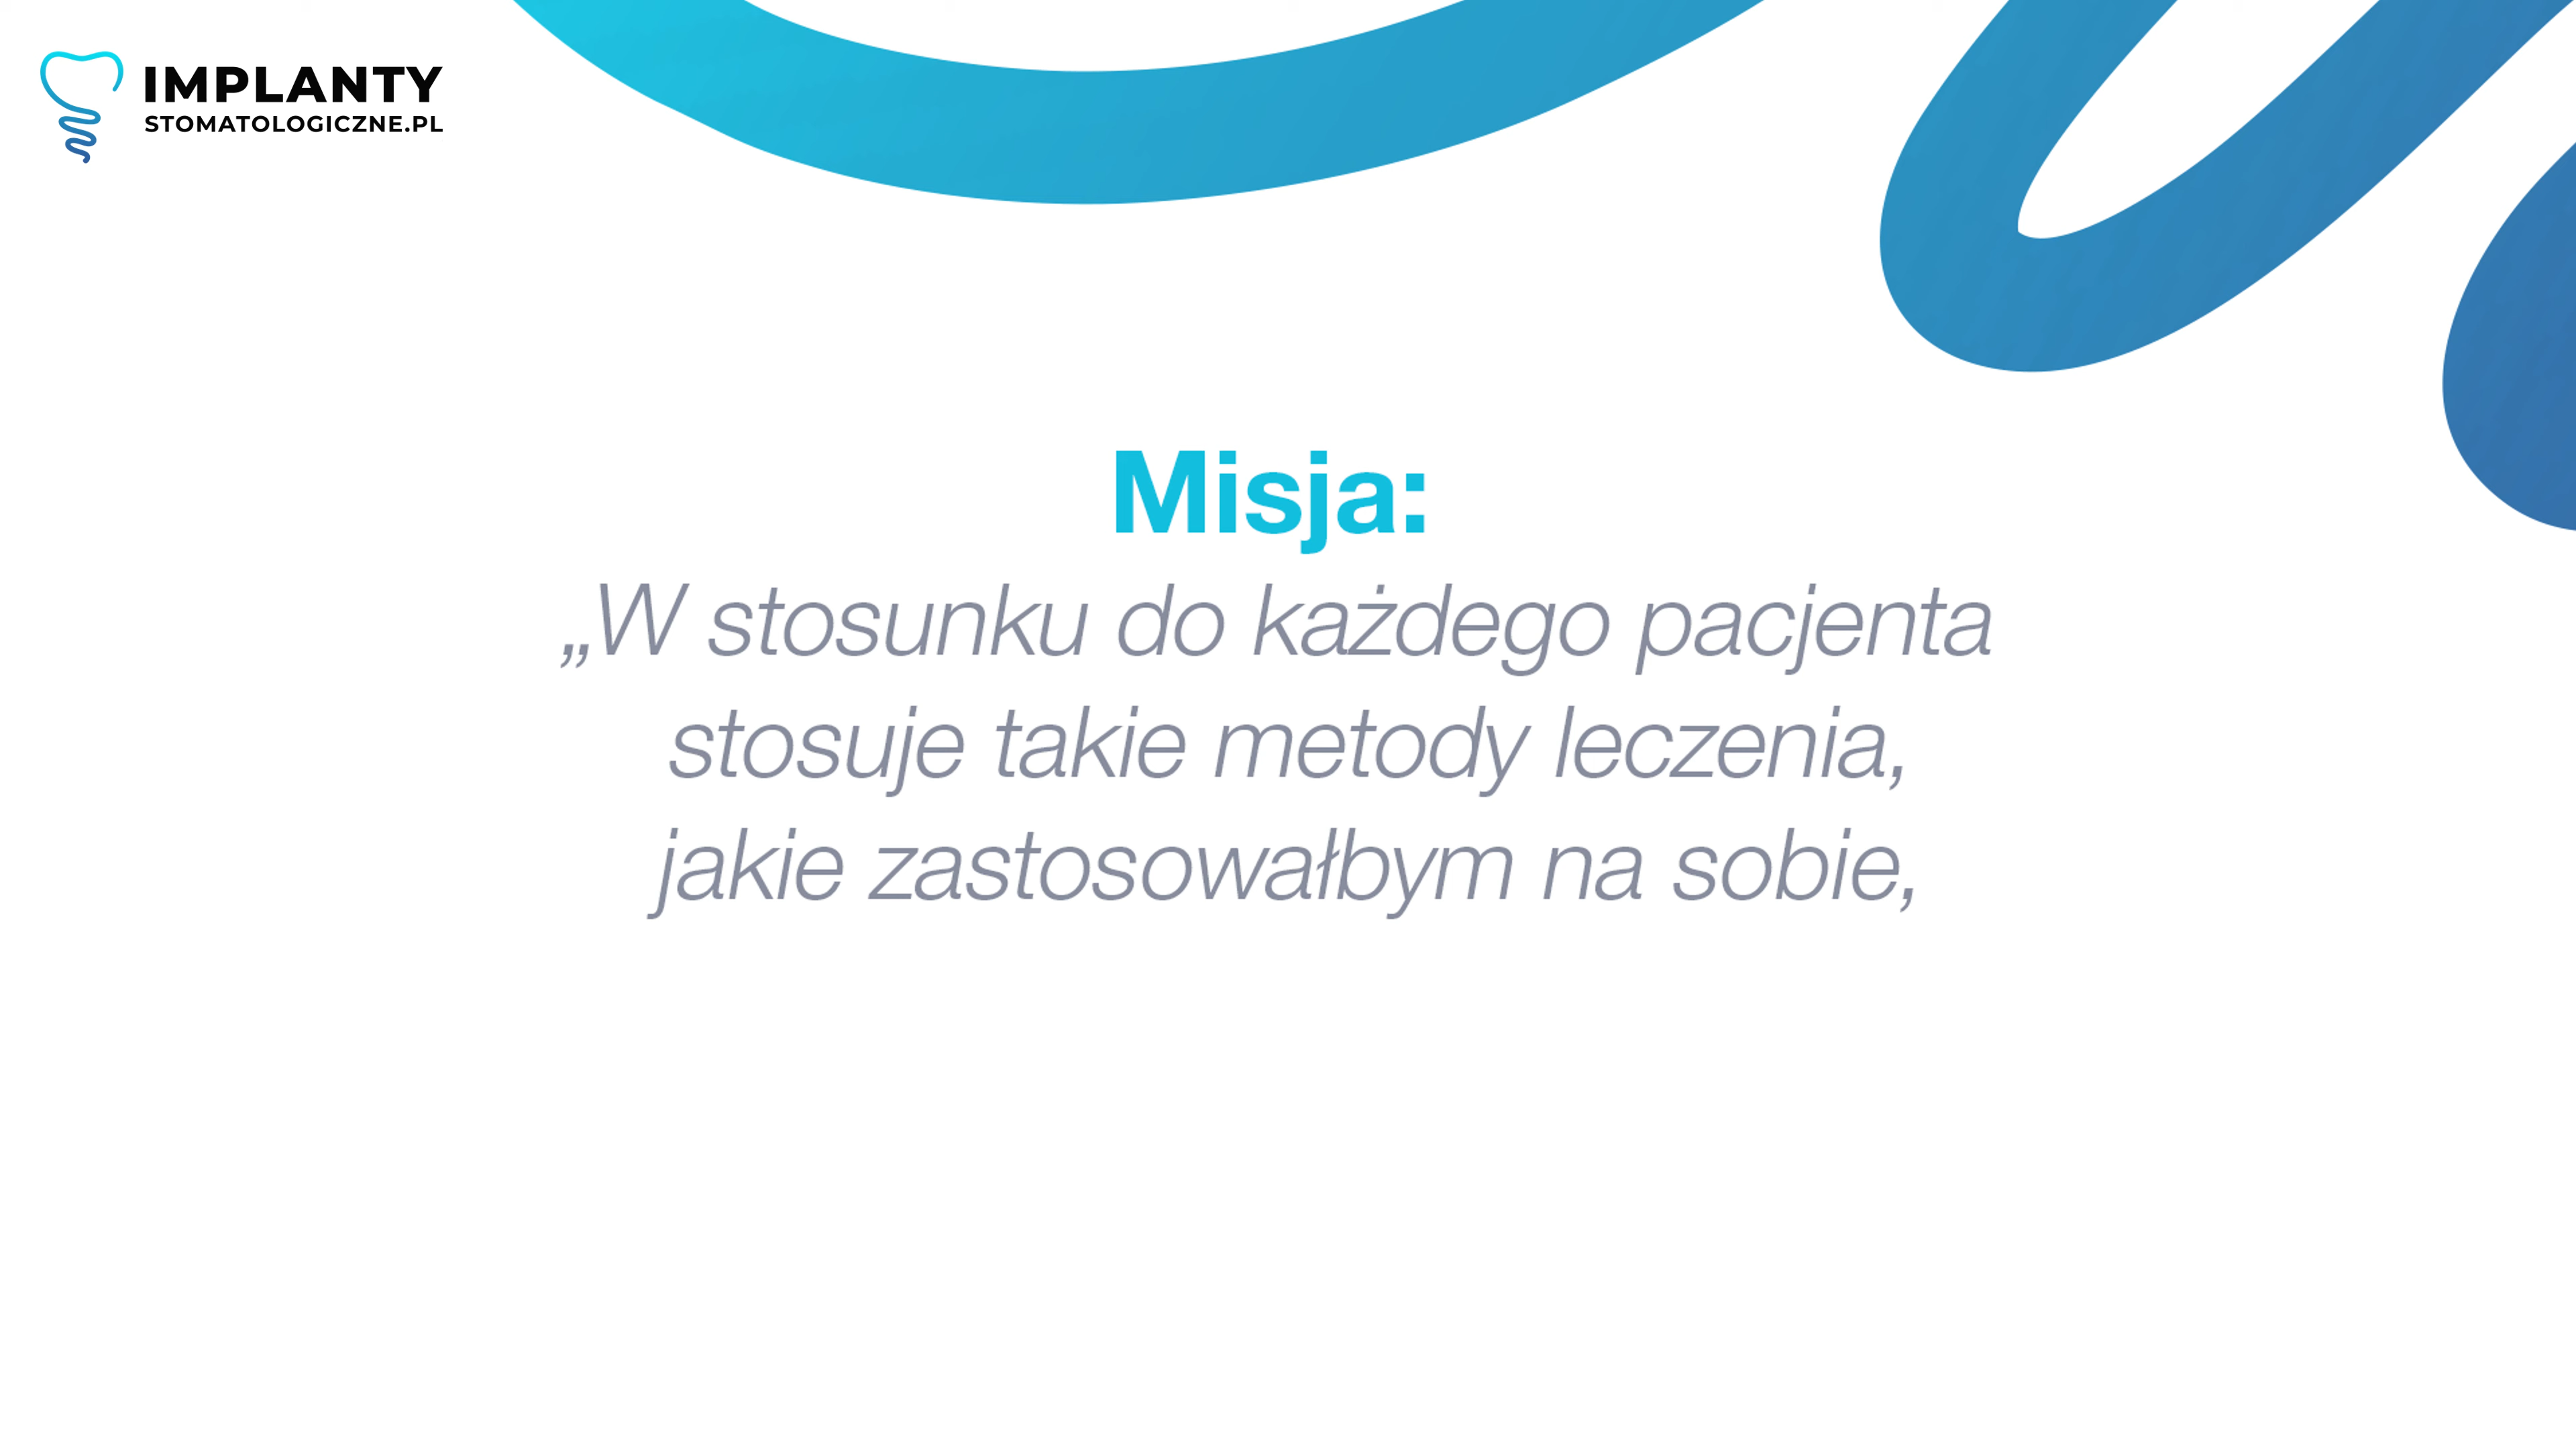 IMPLANTY
STOMATOLOGICZNE.PL
Misja:
„W stosunku do każdego pacjenta
stosuje takie metody leczenia,
jakie zastosowałbym na sobie,